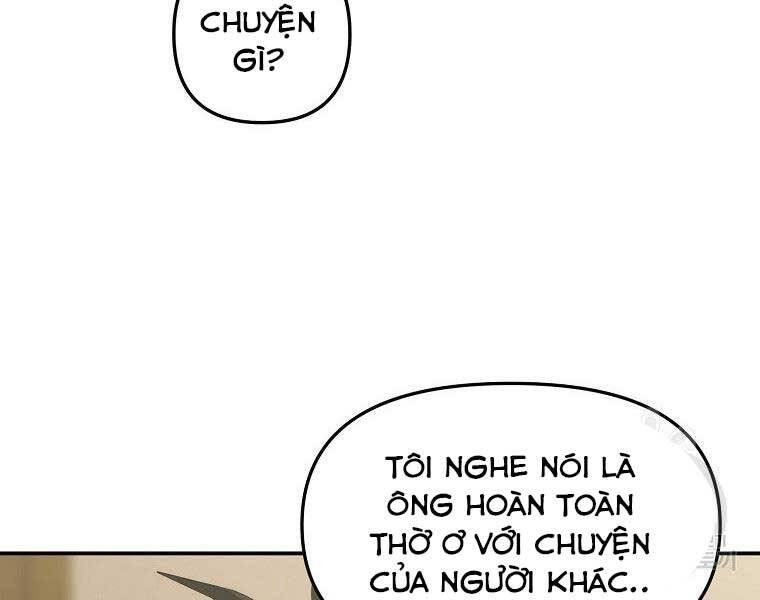 CHUYỆN
GÌ?
TÔI NGHE NÓI LÀ
ÔNG HOÀN TOÀN
THỜ Ơ VỚI CHUYỆN
CỦA NGƯỜI KHÁC..